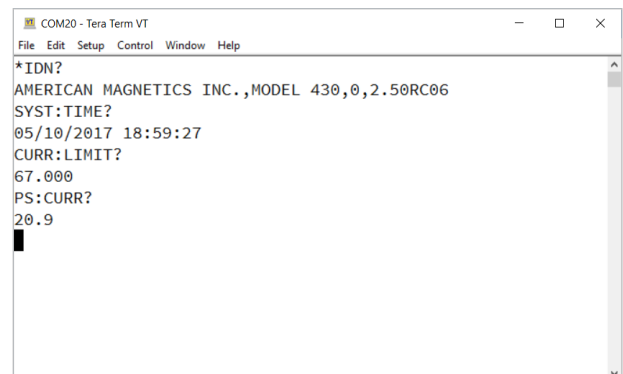 COM20 - Tera Term VT
File Edit Setup Control Window Help
*IDN?
AMERICAN MAGNETICS INC.,MODEL 430,0,2.50RC06
SYST:TIME?
05/10/2017 18:59:27
CURR:LIMIT?
67.000
PS:CURR?
20.9